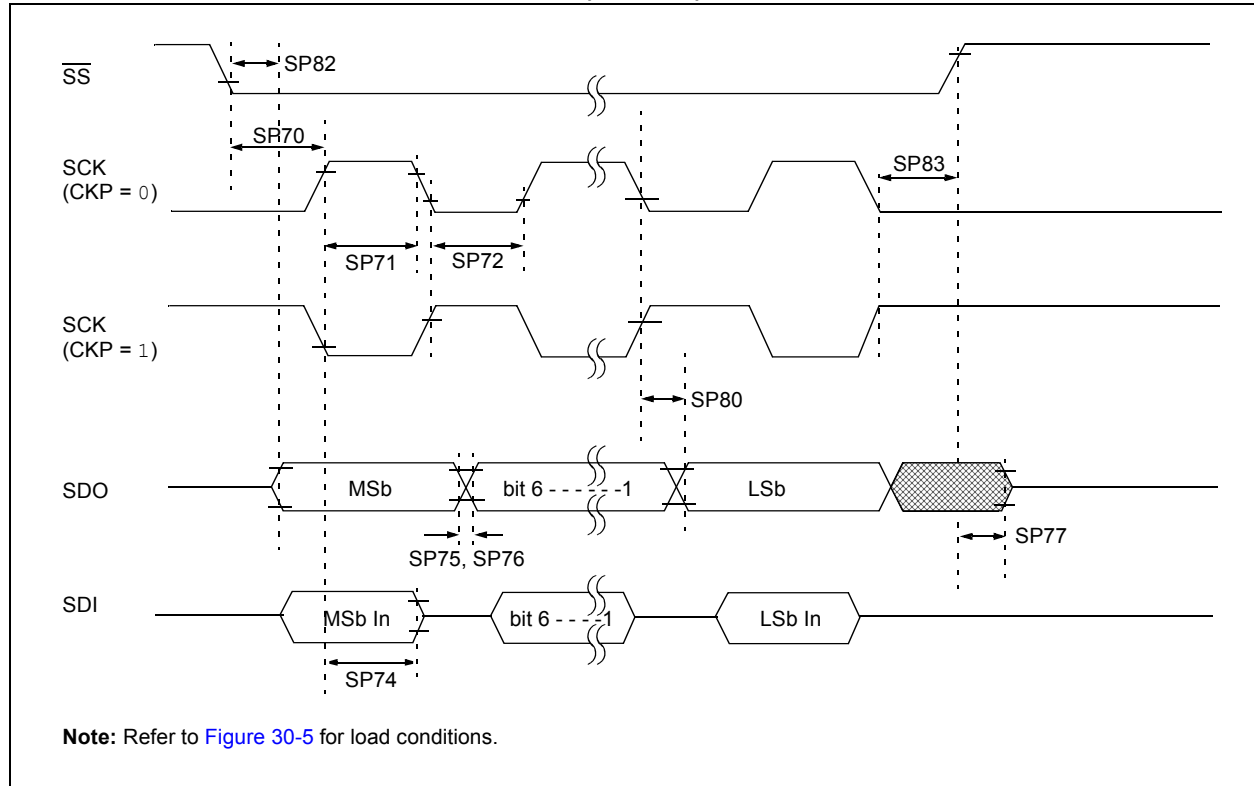 SS
SP82
SP70
SCK
(CKP = 0)
SP83
SP71
SP72
SCK
(CKP = 1)
SP80
SDO
MSb
bit 6 - - - - - -1
LSb
SP75, SP76
SP77
SDI
MSb In
bit 6 - - - -1
LSb In
SP74
Note: Refer to Figure 30-5 for load conditions.